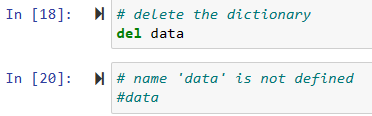 In [18]: # delete the dictionary
del data
In [20]: # name 'data' is not defined
#data